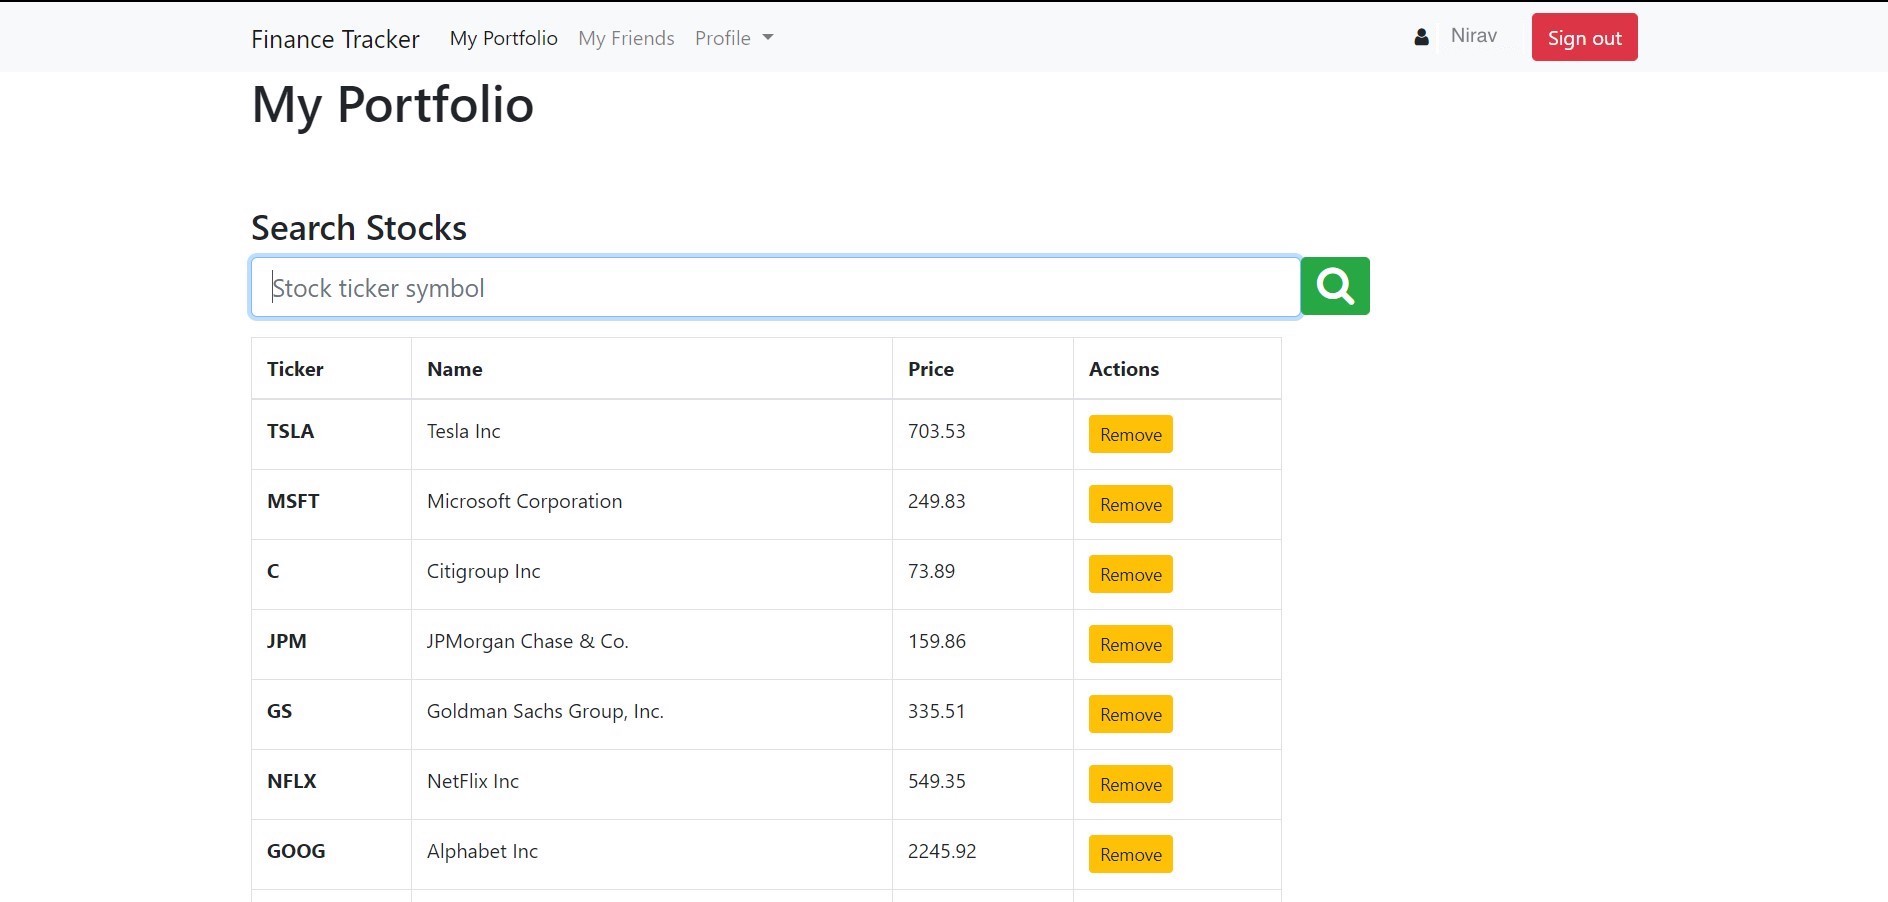 Finance Tracker My Portfolio My Friends Profile Nirav Sign out
My Portfolio
Search Stocks
Stock ticker symbol
Ticker Name Price Actions
TSLA Tesla Inc 703.53 Remove
MSFT Microsoft Corporation 249.83 Remove
C Citigroup Inc 73.89 Remove
JPM JPMorgan Chase & Co. 159.86 Remove
GS Goldman Sachs Group, Inc. 335.51 Remove
NFLX NetFlix Inc 549.35 Remove
GOOG Alphabet Inc 2245.92 Remove